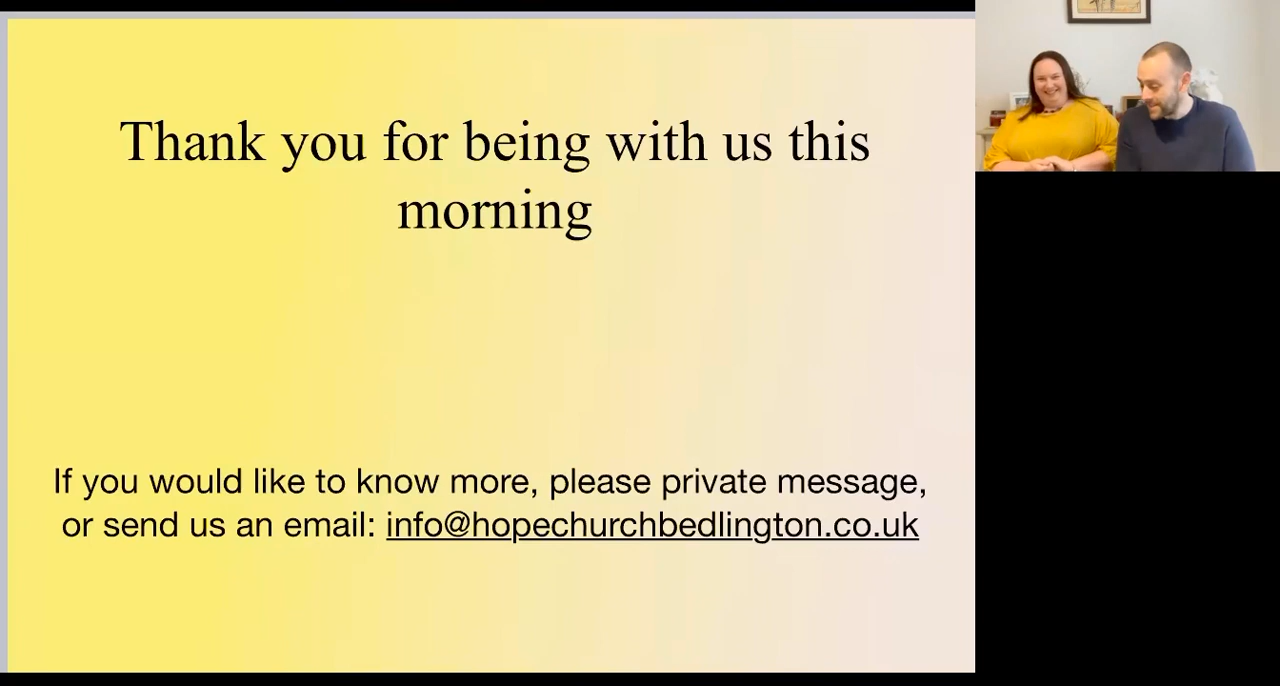 Thank you for being with us this
morning
If you would like to know more, please private message,
or send us an email: info@hopechurchbedlington.co.uk